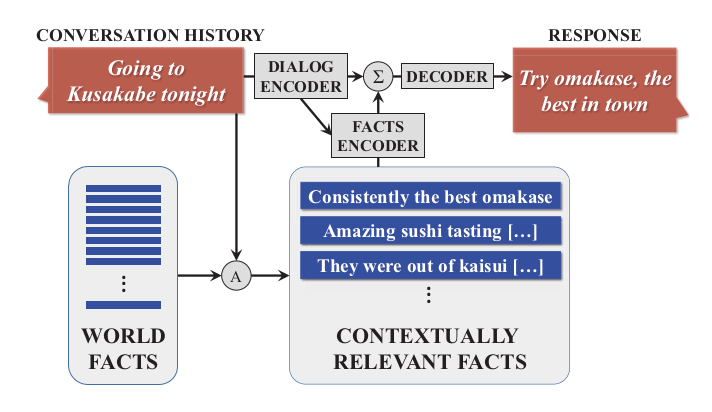 CONVERSATION HISTORY
Going to
Kusakabe tonight
DIALOG
ENCODER
Σ
DECODER
RESPONSE
Try omakase, the
best in town
FACTS
ENCODER
WORLD
FACTS
A
Consistently the best omakase
Amazing sushi tasting […]
They were out of kaisui […]
CONTEXTUALLY
RELEVANT FACTS